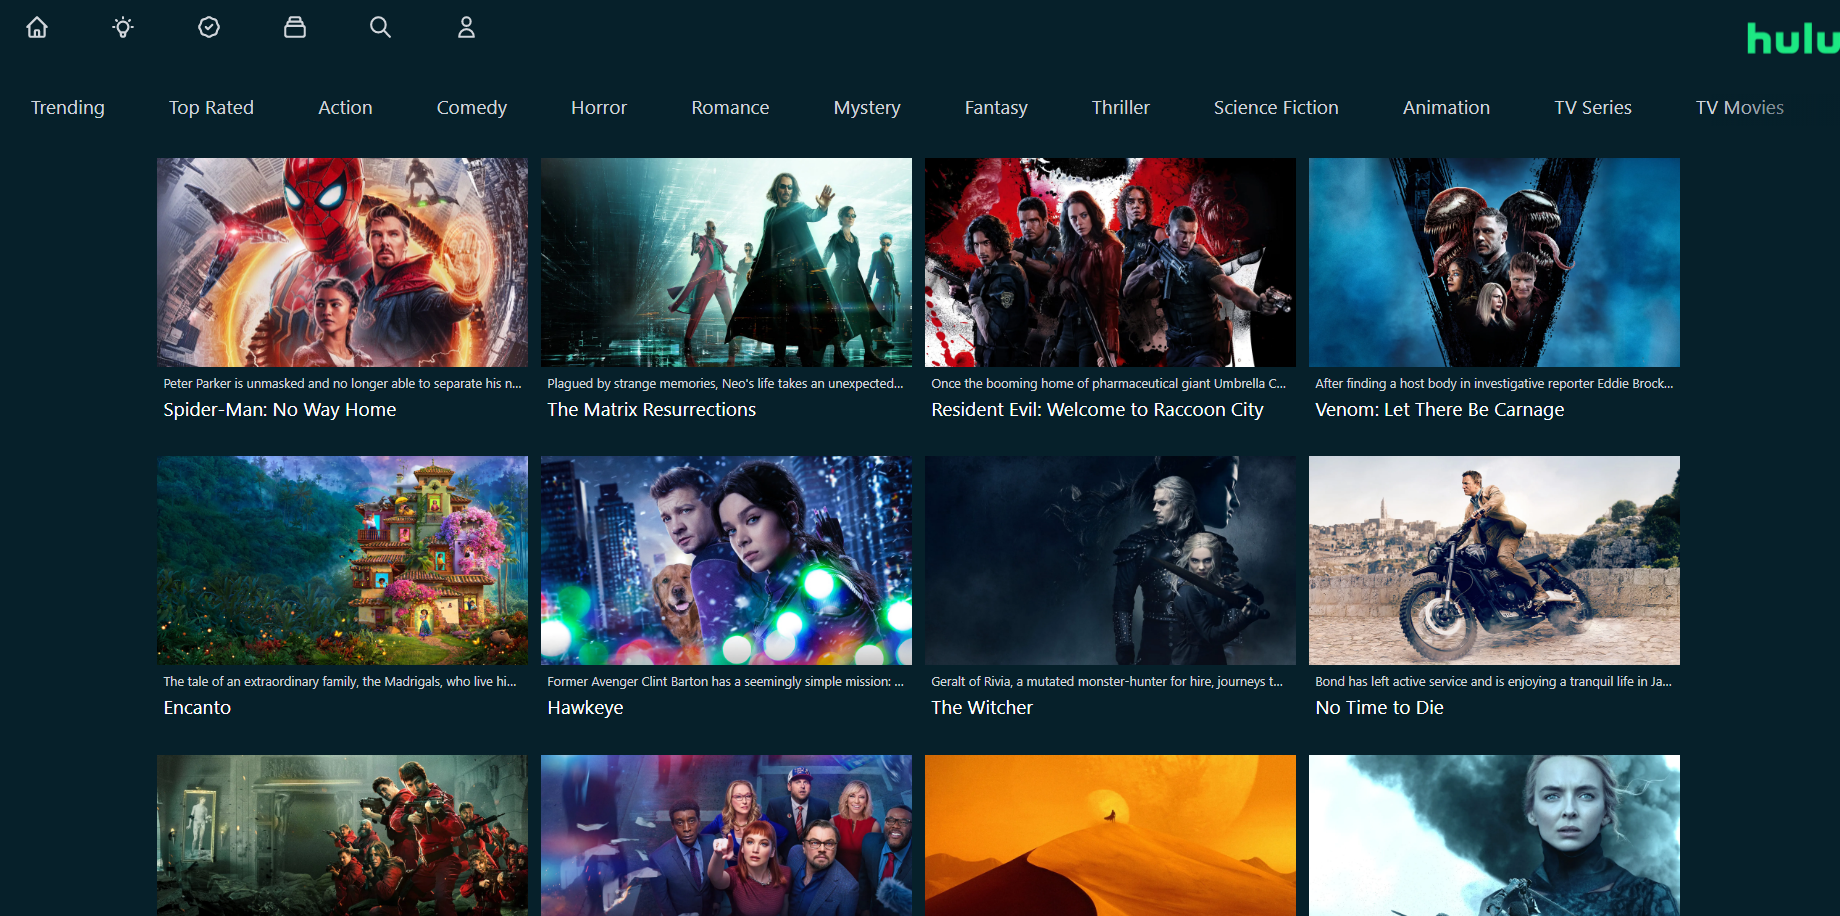 hulu
Trending Top Rated Action Comedy Horror Romance Mystery Fantasy Thriller Science Fiction Animation TV Series TV Movies
Peter Parker is unmasked and no longer able to separate his n...
Spider-Man: No Way Home
Plagued by strange memories, Neo's life takes an unexpected...
The Matrix Resurrections
Once the booming home of pharmaceutical giant Umbrella C...
Resident Evil: Welcome to Raccoon City
After finding a host body in investigative reporter Eddie Brock...
Venom: Let There Be Carnage
The tale of an extraordinary family, the Madrigals, who live hi...
Encanto
Former Avenger Clint Barton has a seemingly simple mission: ...
Hawkeye
Geralt of Rivia, a mutated monster-hunter for hire, journeys t...
The Witcher
Bond has left active service and is enjoying a tranquil life in Ja...
No Time to Die